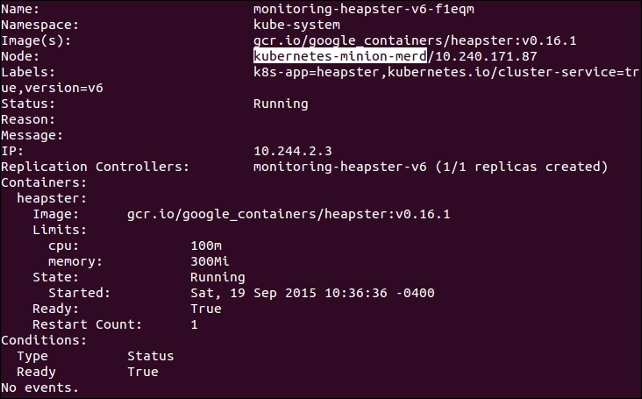 Name: monitoring-heapster-v6-f1eqm
Namespace: kube-system
Image(s): gcr.io/google_containers/heapster:v0.16.1
Node: kubernetes-minion-merd/10.240.171.87
Labels: k8s-app=heapster,kubernetes.io/cluster-service=tr
ue,version=v6
Status: Running
Reason:
Message:
IP: 10.244.2.3
Replication Controllers: monitoring-heapster-v6 (1/1 replicas created)
Containers:
heapster:
Image: gcr.io/google_containers/heapster:v0.16.1
Limits:
cpu: 100m
memory: 300Mi
State: Running
Started: Sat, 19 Sep 2015 10:36:36 -0400
Ready: True
Restart Count: 1
Conditions:
Type Status
Ready True
No events.